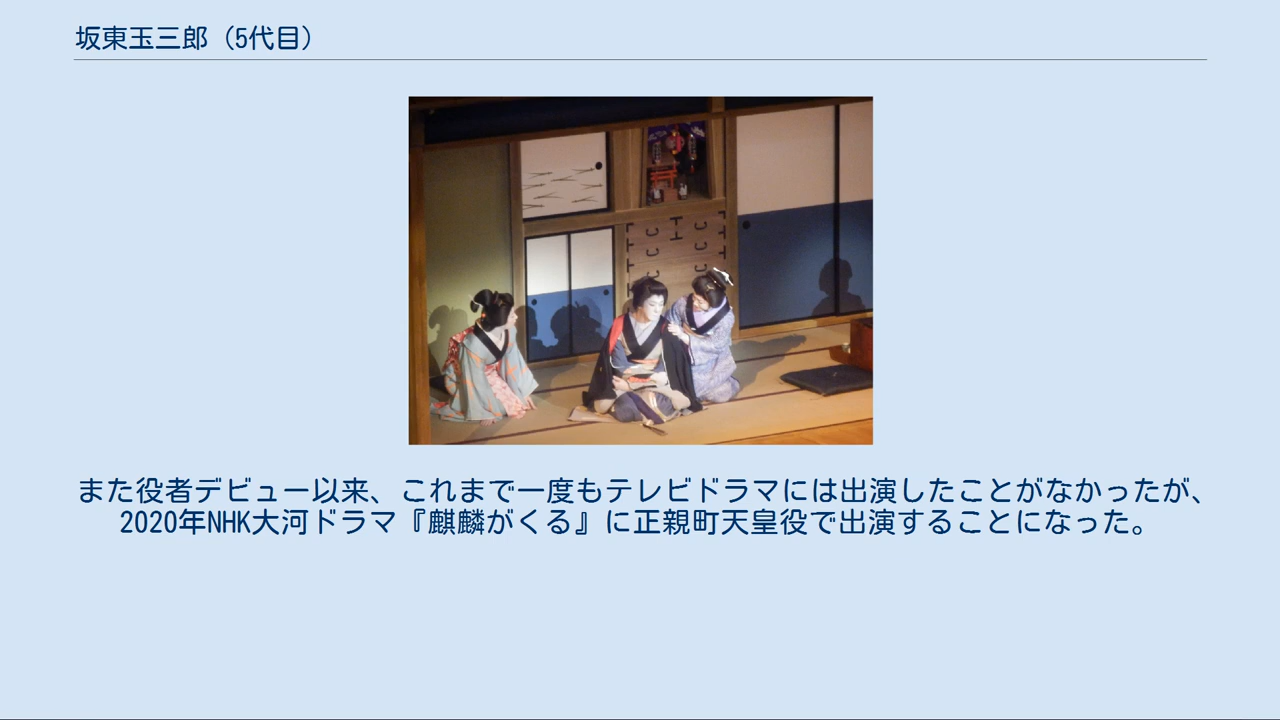 坂東玉三郎（5代目）
また役者デビュー以来、これまで一度もテレビドラマには出演したことがなかったが、
2020年NHK大河ドラマ『麒麟がくる』に正親町天皇役で出演することになった。